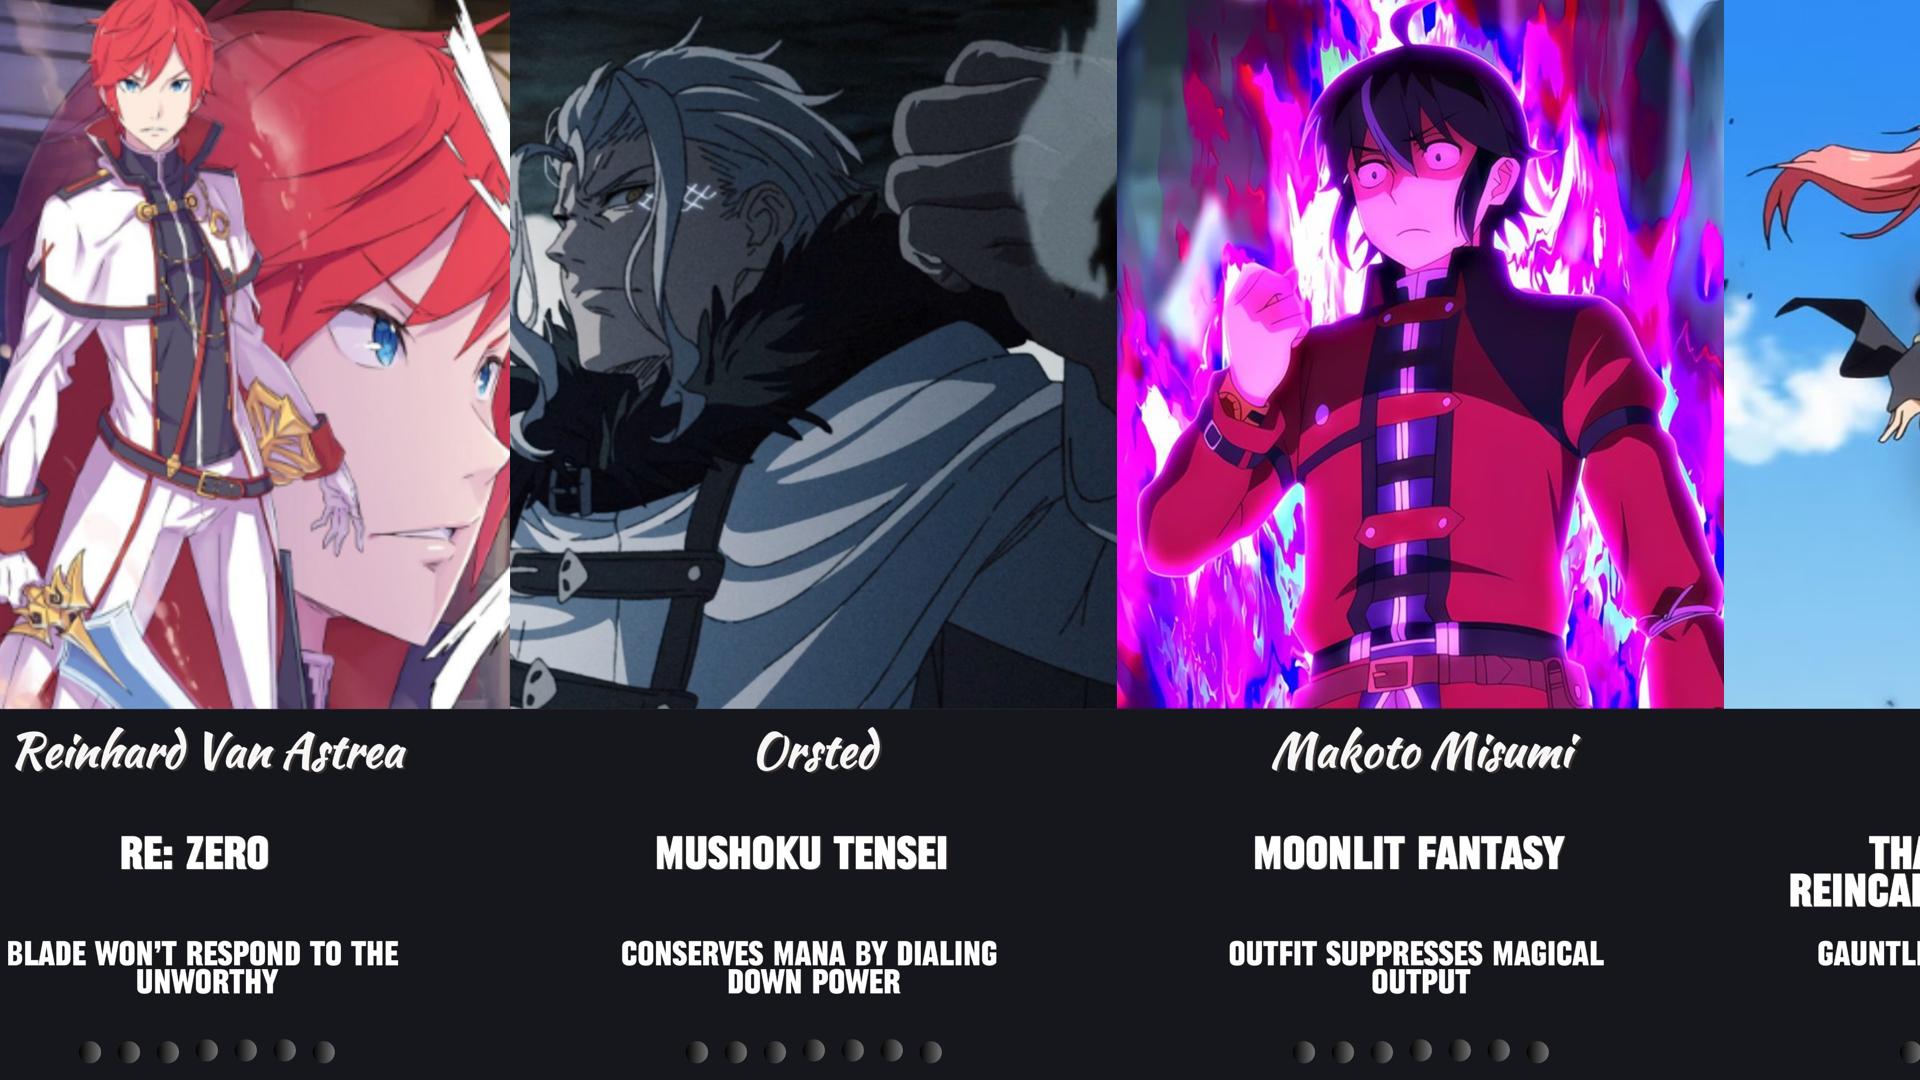 Reinhard Van Astrea
RE: ZERO
BLADE WON'T RESPOND TO THE
UNWORTHY
Orsted
MUSHOKU TENSEI
CONSERVES MANA BY DIALING
DOWN POWER
Makoto Misumi
MOONLIT FANTASY
OUTFIT SUPPRESSES MAGICAL
OUTPUT